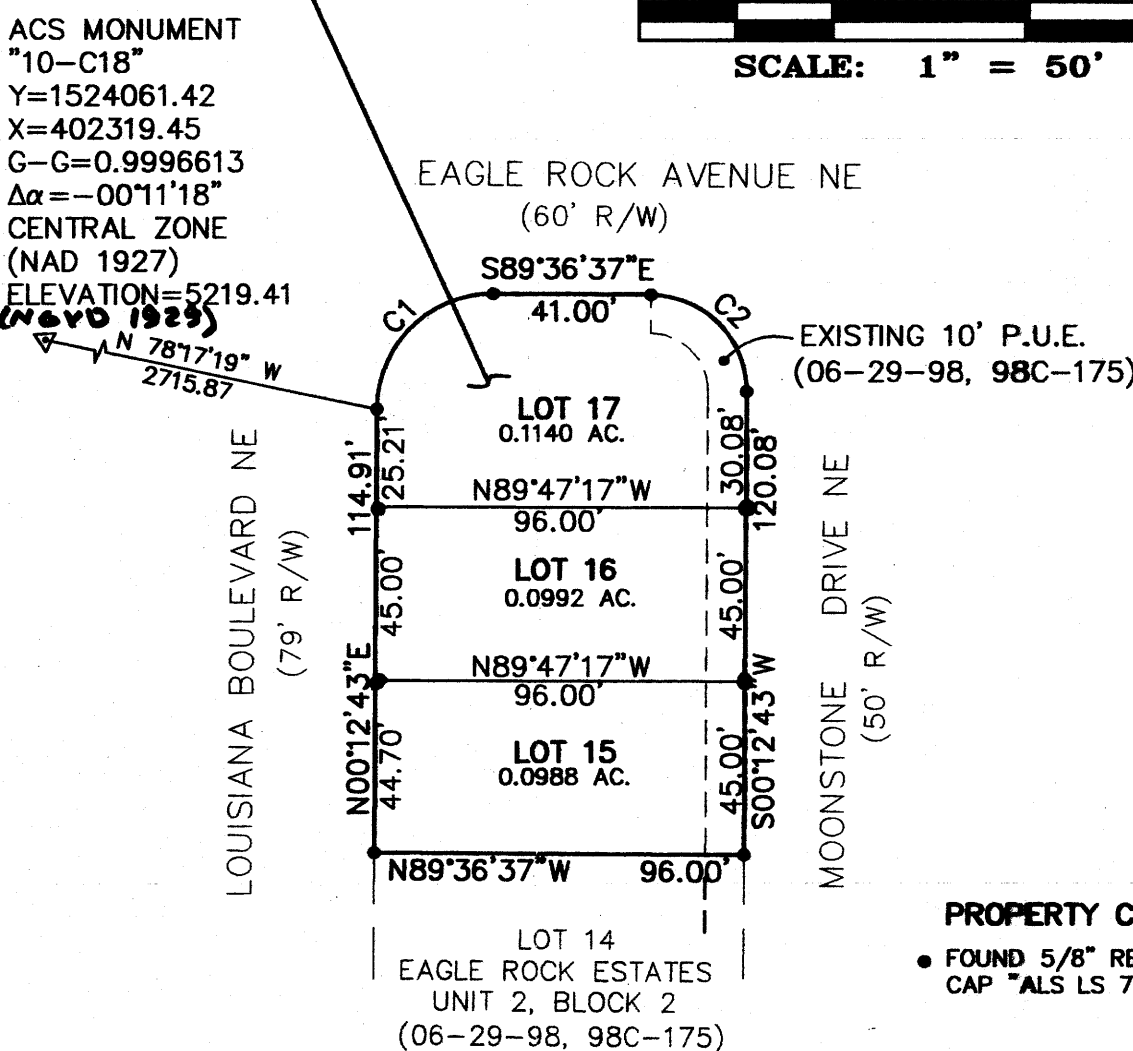 ACS MONUMENT
"10-C18"
Y=1524061.42
X=402319.45
G-G=0.9996613
Δα=-00°11'18"
CENTRAL ZONE
(NAD 1927)
ELEVATION=5219.41
(NGVD 1929)
N 78°17'19" W
2715.87
SCALE: 1" = 50'
EAGLE ROCK AVENUE NE
(60' R/W)
S89°36'37"E
41.00'
C1
C2
EXISTING 10' P.U.E.
(06-29-98, 98C-175)
LOT 17
0.1140 AC.
114.91'
25.21'
30.08'
120.08'
N89°47'17"W
96.00'
LOT 16
0.0992 AC.
45.00'
45.00'
N89°47'17"W
96.00'
LOT 15
0.0988 AC.
N00°12'43"E
44.70'
45.00'
S00°12'43"W
N89°36'37"W 96.00'
LOUISIANA BOULEVARD NE
(79' R/W)
MOONSTONE DRIVE NE
(50' R/W)
LOT 14
EAGLE ROCK ESTATES
UNIT 2, BLOCK 2
(06-29-98, 98C-175)
PROPERTY C
FOUND 5/8" RE
CAP "ALS LS 7